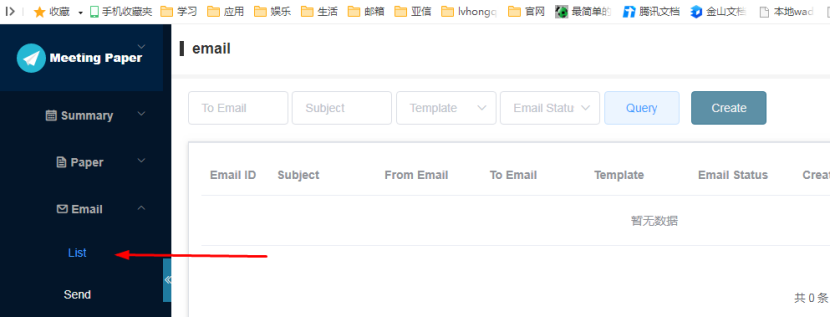 收藏 手机收藏夹 学习 应用 娱乐 生活 邮箱 亚信 lvhongq 官网 最简单的 腾讯文档 金山文档 本地wad
Meeting Paper
email
To Email Subject Template Email Statu Query Create
Summary
Paper
Email ID Subject From Email To Email Template Email Status Creat
Email
暂无数据
List
Send
共 0 条